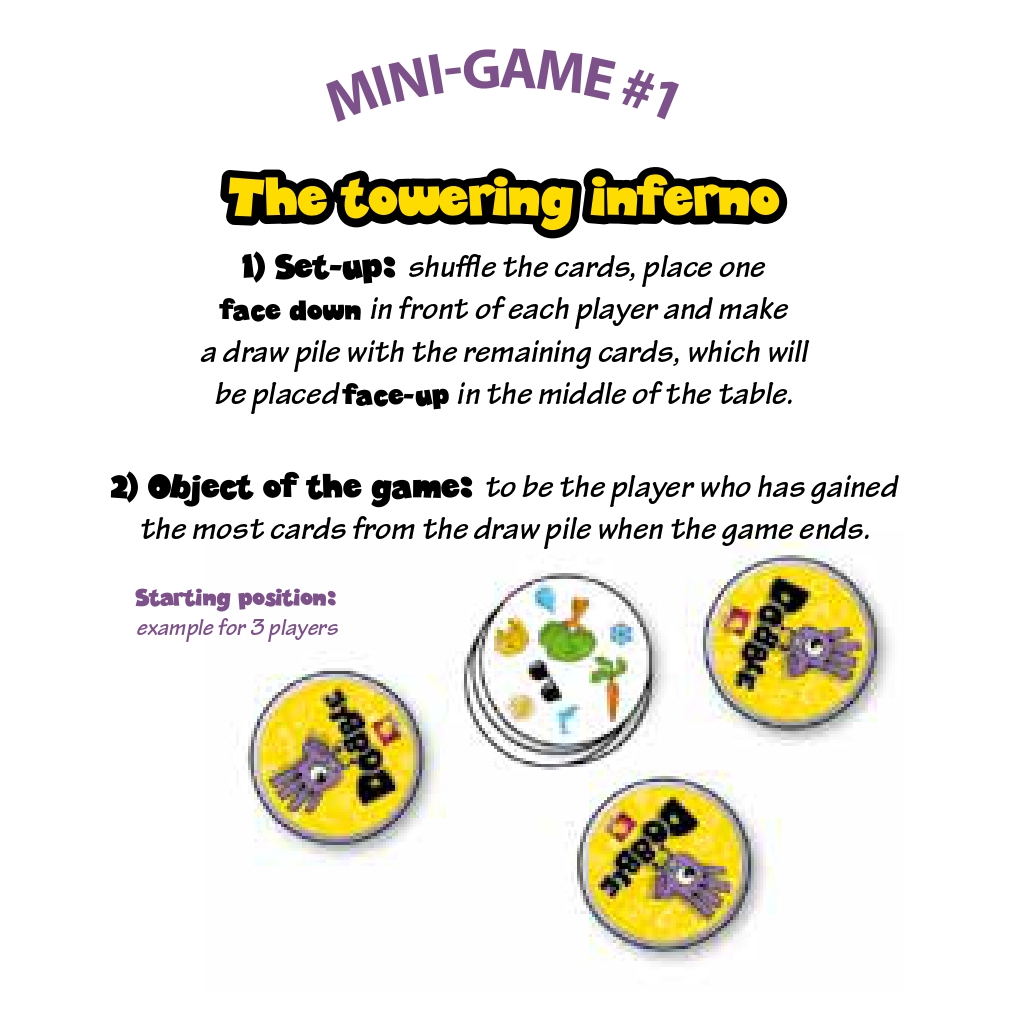 MINI-GAME #1
The towering inferno
1) Set-up: shuffle the cards, place one
face down in front of each player and make
a draw pile with the remaining cards, which will
be placed face-up in the middle of the table.
2) Object of the game: to be the player who has gained
the most cards from the draw pile when the game ends.
Starting position:
example for 3 players
Dobble
Dobble
Dobble